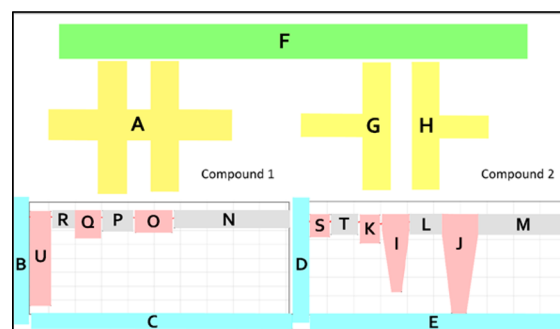 F
A
G H
Compound 1
Compound 2
B
U R Q P O N
D
S T K I L J M
C
E